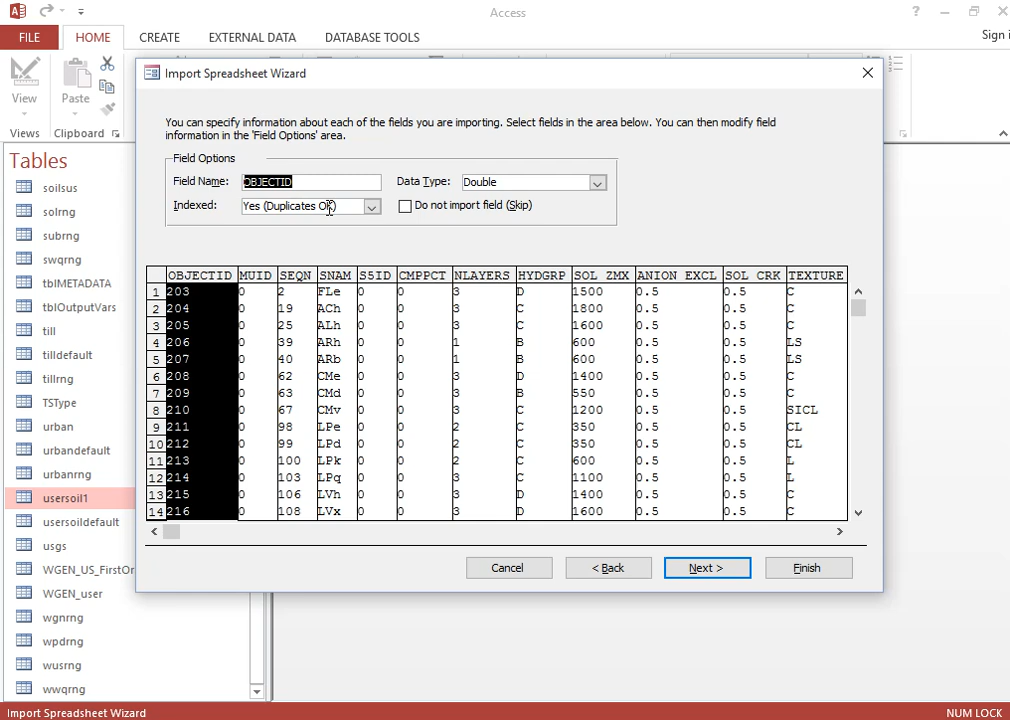 Access
Sign i
FILE HOME CREATE EXTERNAL DATA DATABASE TOOLS
View Paste
Views Clipboard
Tables
soilsus
solrng
subrng
swqrng
tblMETADATA
tblOutputVars
till
tilldefault
tillrng
TSType
urban
urbandefault
urbanrng
usersoil1
usersoildefault
usgs
WGEN_US_FirstOr
WGEN_user
wgnrng
wpdrng
wusrng
wwqrng
Import Spreadsheet Wizard
You can specify information about each of the fields you are importing. Select fields in the area below. You can then modify field
information in the 'Field Options' area.
Field Options
Field Name: OBJECTID Data Type: Double
Indexed: Yes (Duplicates OK) Do not import field (Skip)
OBJECTID MUID SEQN SNAM S5ID CMPPCT NLAYERS HYDGRP SOL_ZMX ANION_EXCL SOL_CRK TEXTURE
1 203 0 2 FLe 0 0 3 D 1500 0.5 0.5 C
2 204 0 19 ACh 0 0 3 C 1800 0.5 0.5 C
3 205 0 25 ALh 0 0 3 C 1600 0.5 0.5 C
4 206 0 39 ARh 0 0 1 B 600 0.5 0.5 LS
5 207 0 40 ARb 0 0 1 B 600 0.5 0.5 LS
6 208 0 62 CMe 0 0 3 D 1400 0.5 0.5 C
7 209 0 63 CMd 0 0 3 B 550 0.5 0.5 C
8 210 0 67 CMv 0 0 3 C 1200 0.5 0.5 SICL
9 211 0 98 LPe 0 0 2 C 350 0.5 0.5 CL
10 212 0 99 LPd 0 0 2 C 350 0.5 0.5 CL
11 213 0 100 LPk 0 0 2 C 600 0.5 0.5 L
12 214 0 103 LPq 0 0 3 C 1100 0.5 0.5 L
13 215 0 106 LVh 0 0 3 D 1400 0.5 0.5 C
14 216 0 108 LVx 0 0 3 D 1600 0.5 0.5 C
Cancel < Back Next > Finish
Import Spreadsheet Wizard
NUM LOCK